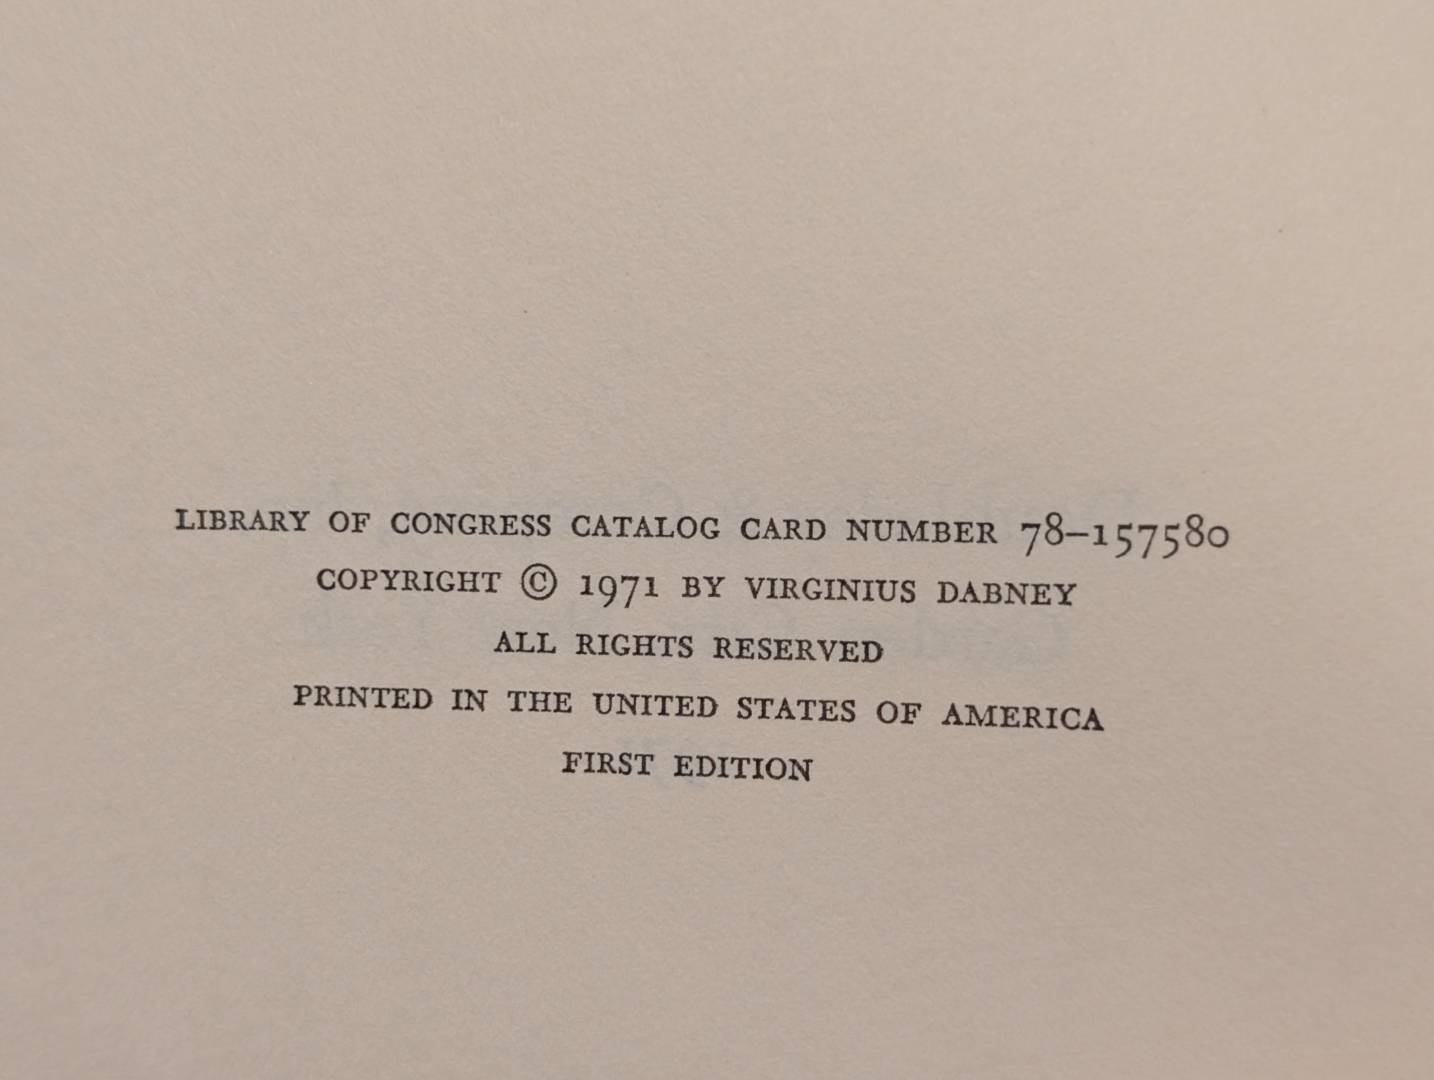 LIBRARY OF CONGRESS CATALOG CARD NUMBER 78–157580
COPYRIGHT © 1971 BY VIRGINIUS DABNEY
ALL RIGHTS RESERVED
PRINTED IN THE UNITED STATES OF AMERICA
FIRST EDITION